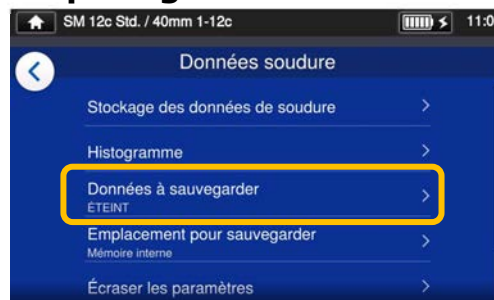 SM 12c Std. / 40mm 1-12c
11:0
Données soudure
Stockage des données de soudure
Histogramme
Données à sauvegarder
ÉTEINT
Emplacement pour sauvegarder
Mémoire interne
Écraser les paramètres